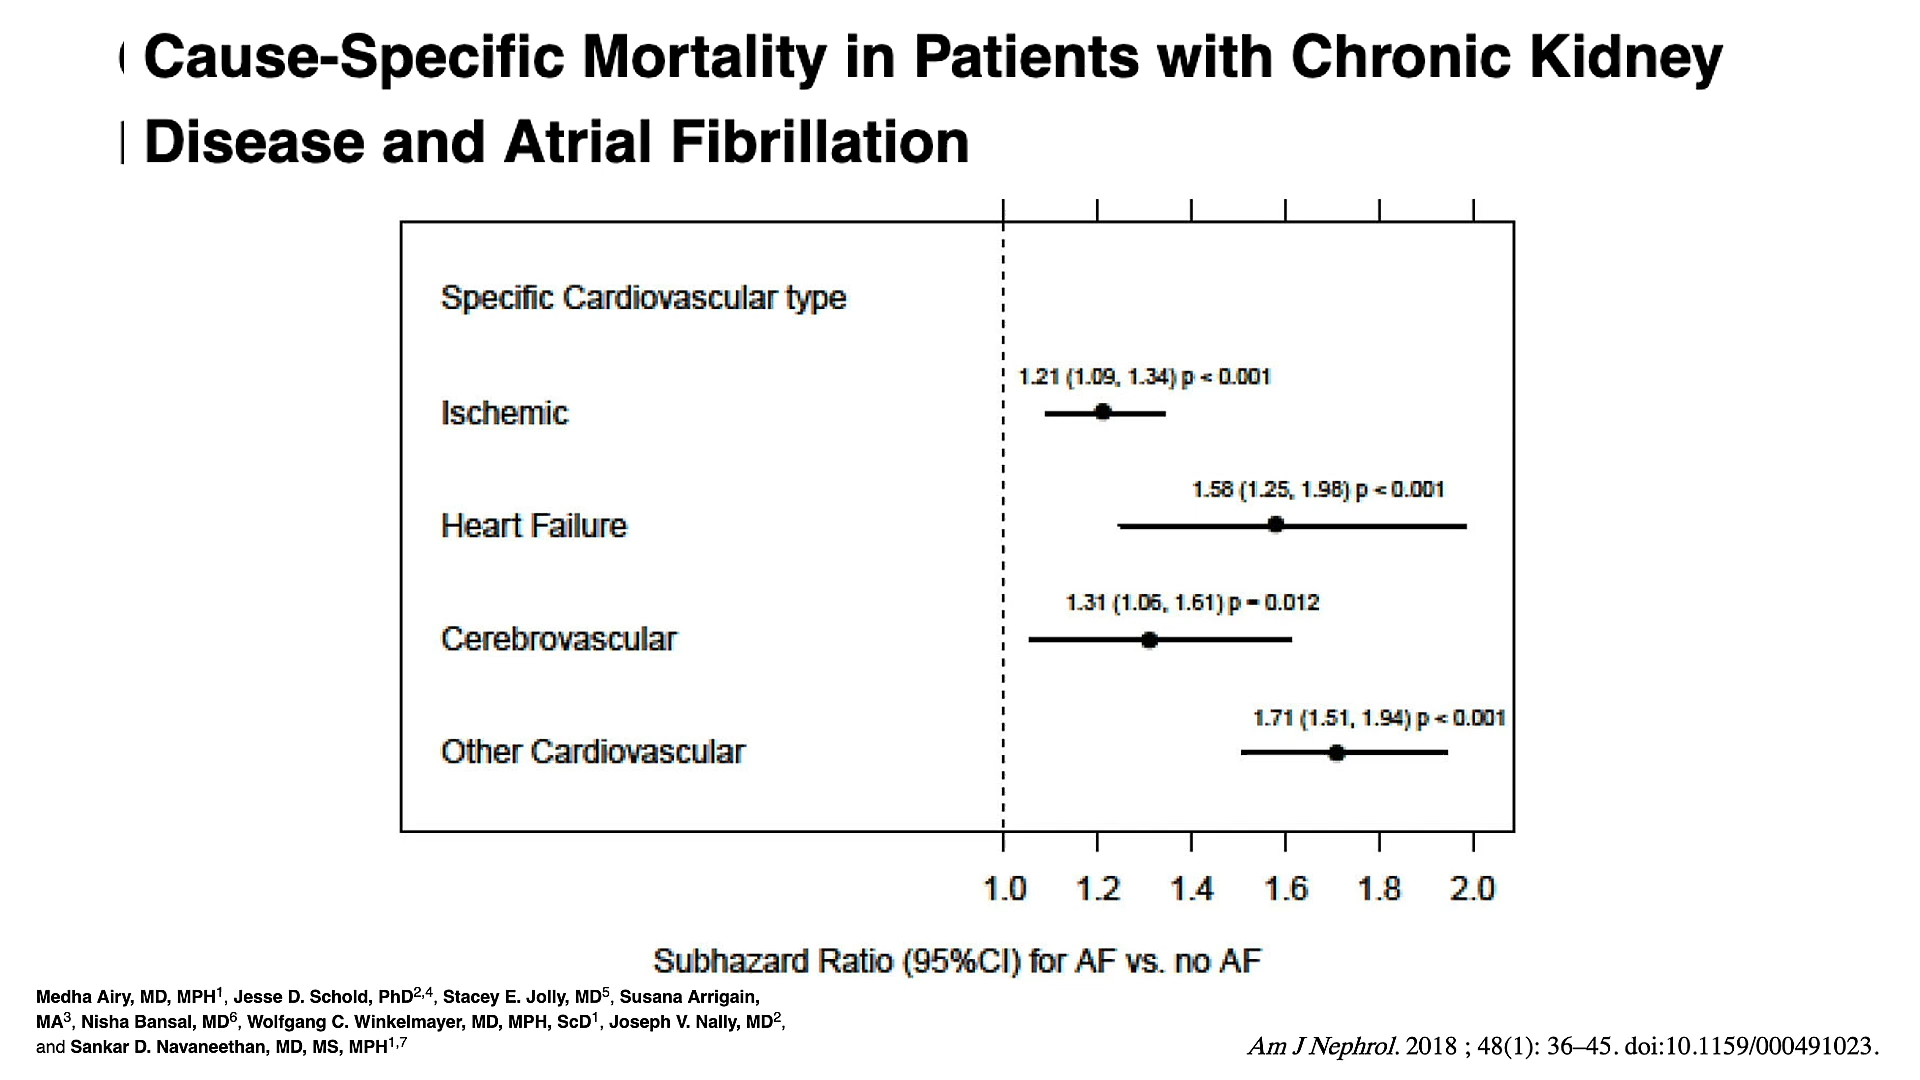 Cause-Specific Mortality in Patients with Chronic Kidney
Disease and Atrial Fibrillation
Specific Cardiovascular type
1.21 (1.09, 1.34) p < 0.001
Ischemic
1.58 (1.25, 1.98) p < 0.001
Heart Failure
1.31 (1.06, 1.61) p = 0.012
Cerebrovascular
1.71 (1.51, 1.94) p < 0.001
Other Cardiovascular
1.0 1.2 1.4 1.6 1.8 2.0
Subhazard Ratio (95%CI) for AF vs. no AF
Medha Airy, MD, MPH¹, Jesse D. Schold, PhD²,⁴, Stacey E. Jolly, MD⁵, Susana Arrigain,
MA³, Nisha Bansal, MD⁶, Wolfgang C. Winkelmayer, MD, MPH, ScD¹, Joseph V. Nally, MD²,
and Sankar D. Navaneethan, MD, MS, MPH¹,⁷
Am J Nephrol. 2018 ; 48(1): 36–45. doi:10.1159/000491023.